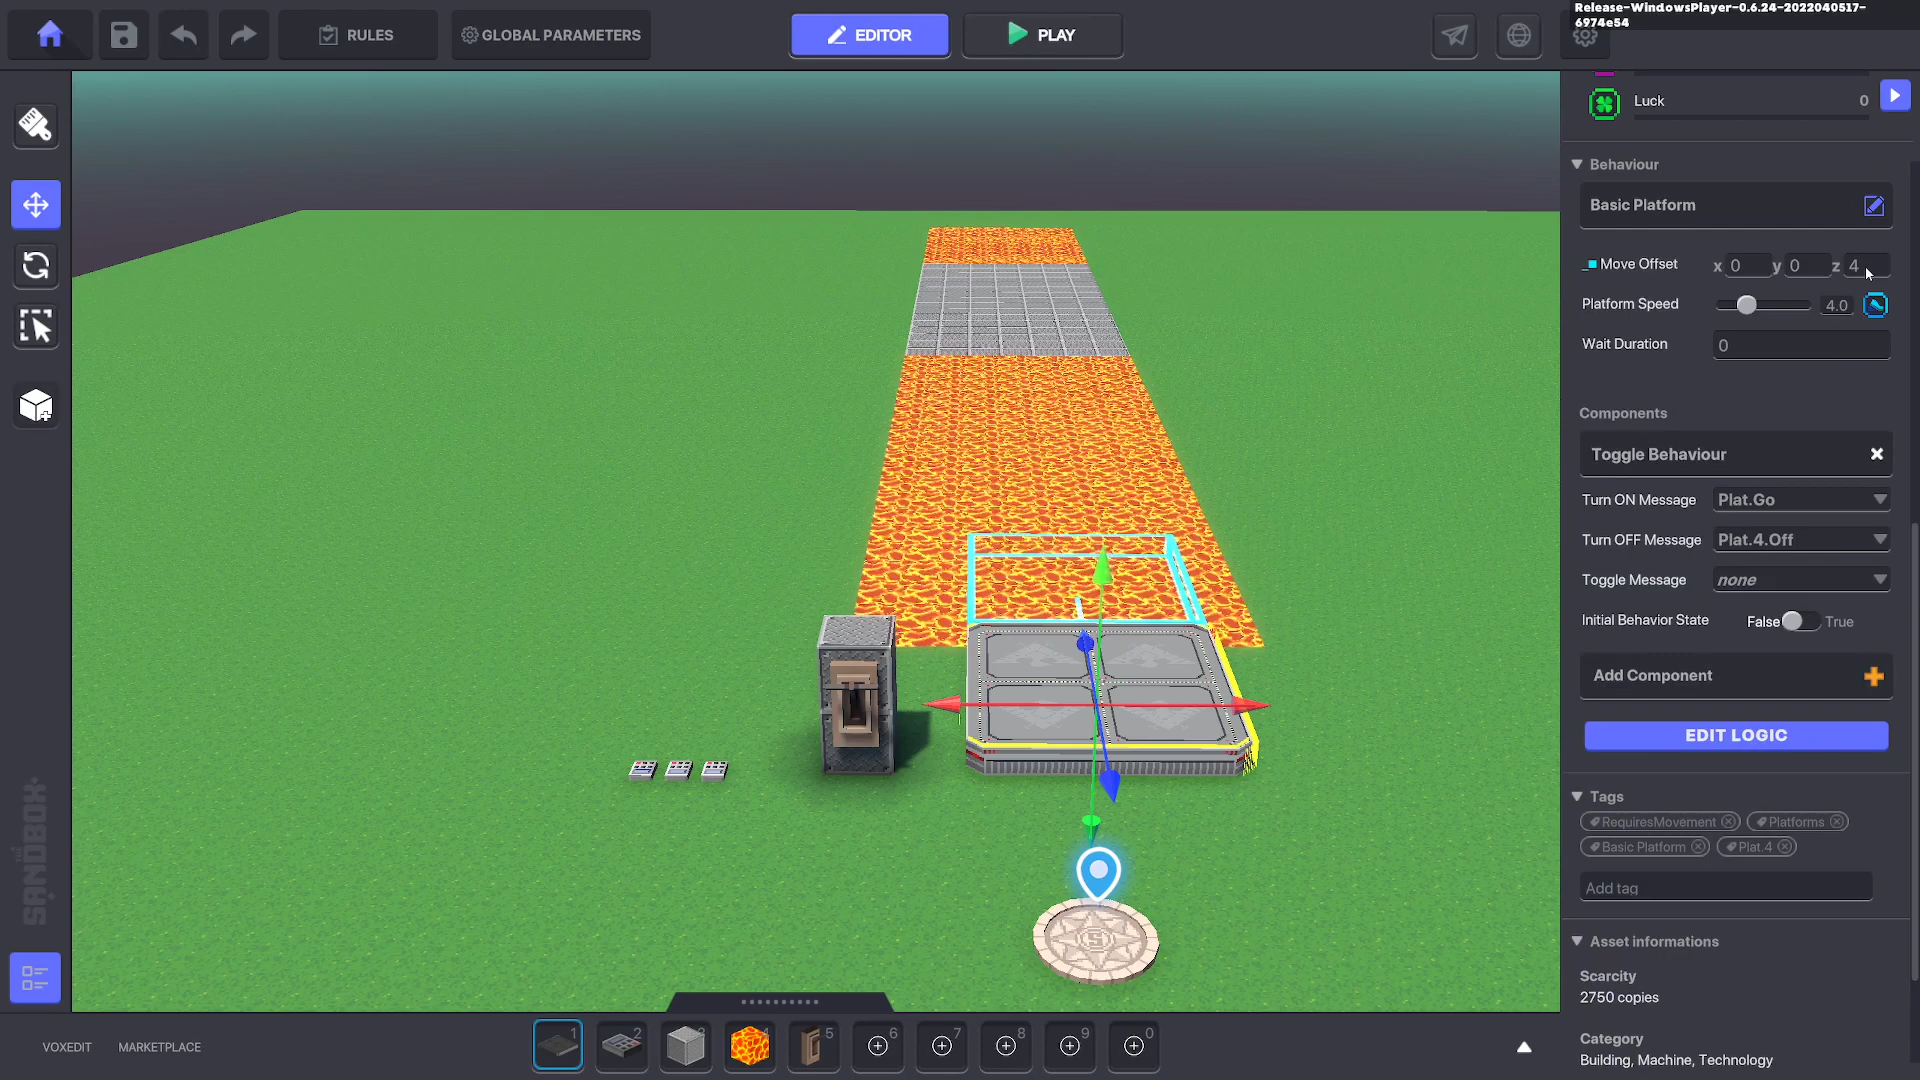 Release-WindowsPlayer-0.6.24-2022040517-
6974e54
RULES
GLOBAL PARAMETERS
EDITOR
PLAY
Luck 0
Behaviour
Basic Platform
Move Offset x 0 y 0 z 4
Platform Speed 4.0
Wait Duration 0
Components
Toggle Behaviour
Turn ON Message Plat.Go
Turn OFF Message Plat.4.Off
Toggle Message none
Initial Behavior State False True
Add Component
EDIT LOGIC
Tags
RequiresMovement Platforms
Basic Platform Plat.4
Add tag
Asset informations
Scarcity
2750 copies
Category
Building, Machine, Technology
THE SANDBOX
VOXEDIT MARKETPLACE
1 2 3 4 5 6 7 8 9 0